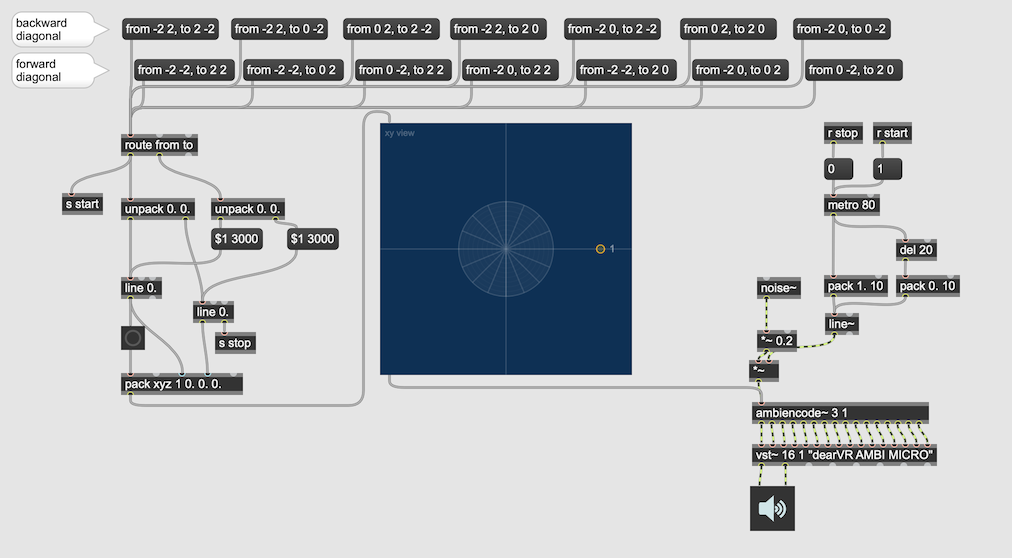 backward
diagonal
from -2 2, to 2 -2
from -2 2, to 0 -2
from 0 2, to 2 -2
from -2 2, to 2 0
from -2 0, to 2 -2
from 0 2, to 2 0
from -2 0, to 0 -2
forward
diagonal
from -2 -2, to 2 2
from -2 -2, to 0 2
from 0 -2, to 2 2
from -2 0, to 2 2
from -2 -2, to 2 0
from -2 0, to 0 2
from 0 -2, to 2 0
route from to
s start
unpack 0. 0.
unpack 0. 0.
$1 3000
$1 3000
line 0.
line 0.
s stop
pack xyz 1 0. 0. 0.
xy view
1
r stop
r start
0
1
metro 80
del 20
pack 1. 10
pack 0. 10
noise~
line~
*~ 0.2
*~
ambiencode~ 3 1
vst~ 16 1 "dearVR AMBI MICRO"